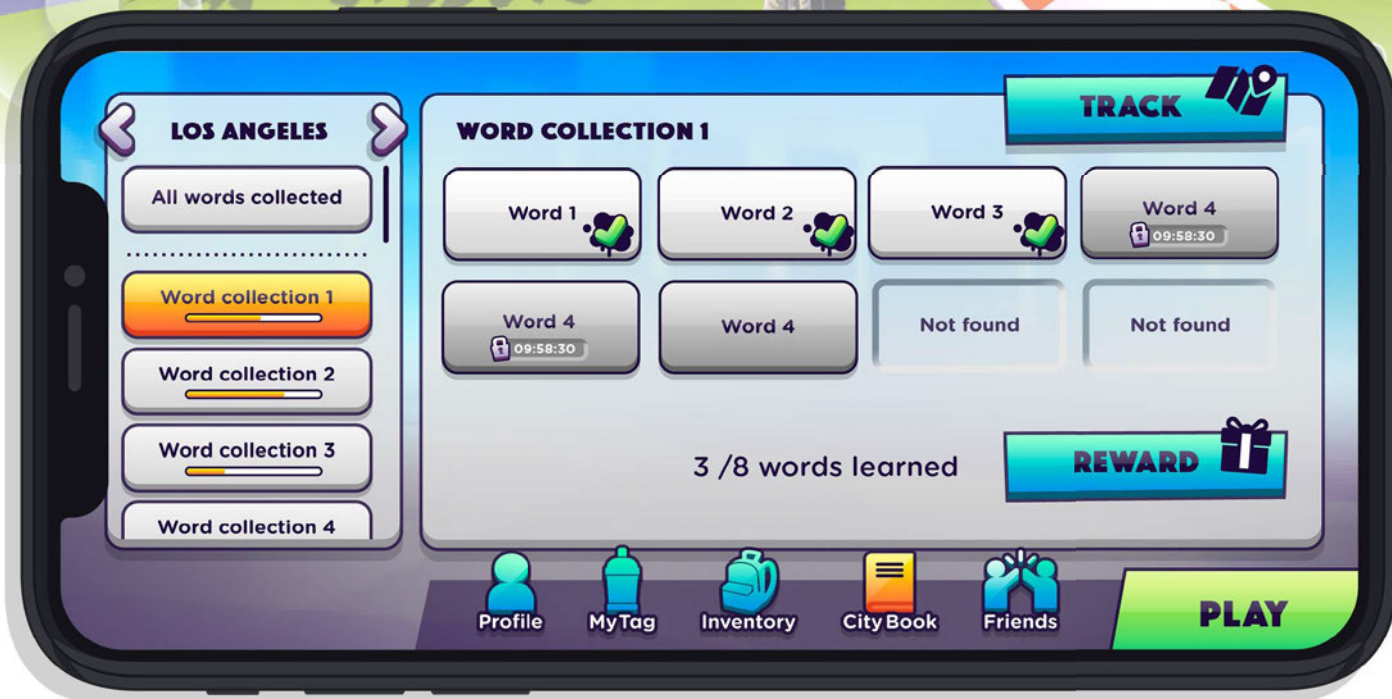 LOS ANGELES
All words collected
Word collection 1
Word collection 2
Word collection 3
Word collection 4
WORD COLLECTION 1
TRACK
Word 1
Word 2
Word 3
Word 4
09:58:30
Word 4
09:58:30
Word 4
Not found
Not found
3 /8 words learned
REWARD
Profile
MyTag
Inventory
City Book
Friends
PLAY